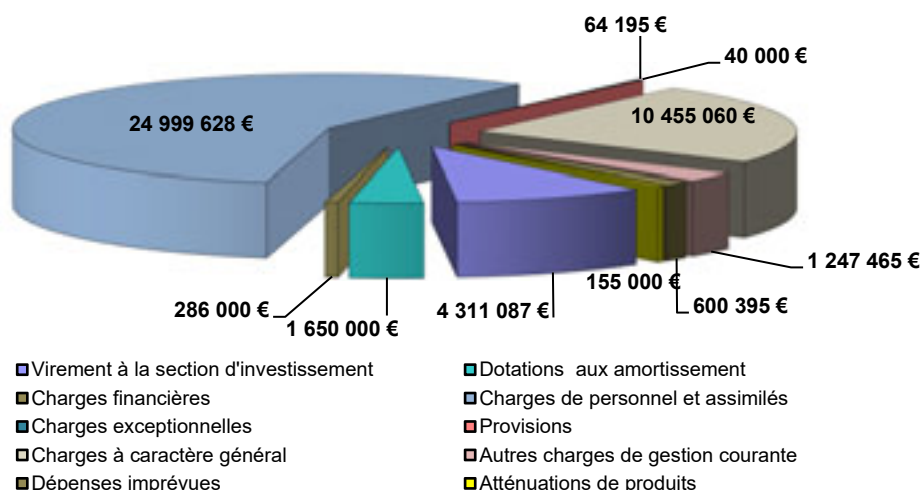 64 195 €
40 000 €
24 999 628 €
10 455 060 €
1 247 465 €
155 000 €
286 000 €
4 311 087 €
600 395 €
1 650 000 €
Virement à la section d'investissement
Dotations aux amortissement
Charges financières
Charges de personnel et assimilés
Charges exceptionnelles
Provisions
Charges à caractère général
Autres charges de gestion courante
Dépenses imprévues
Atténuations de produits